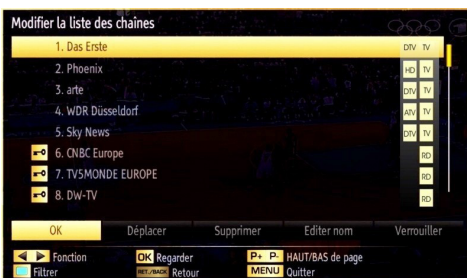 Modifier la liste des chaînes
1. Das Erste DTV TV
2. Phoenix HD TV
3. arte DTV TV
4. WDR Düsseldorf ATV TV
5. Sky News DTV TV
6. CNBC Europe RD
7. TV5MONDE EUROPE RD
8. DW-TV RD
OK Déplacer Supprimer Editer nom Verrouiller
Fonction OK Regarder P+ P- HAUT/BAS de page
Filtrer RET./BACK Retour MENU Quitter